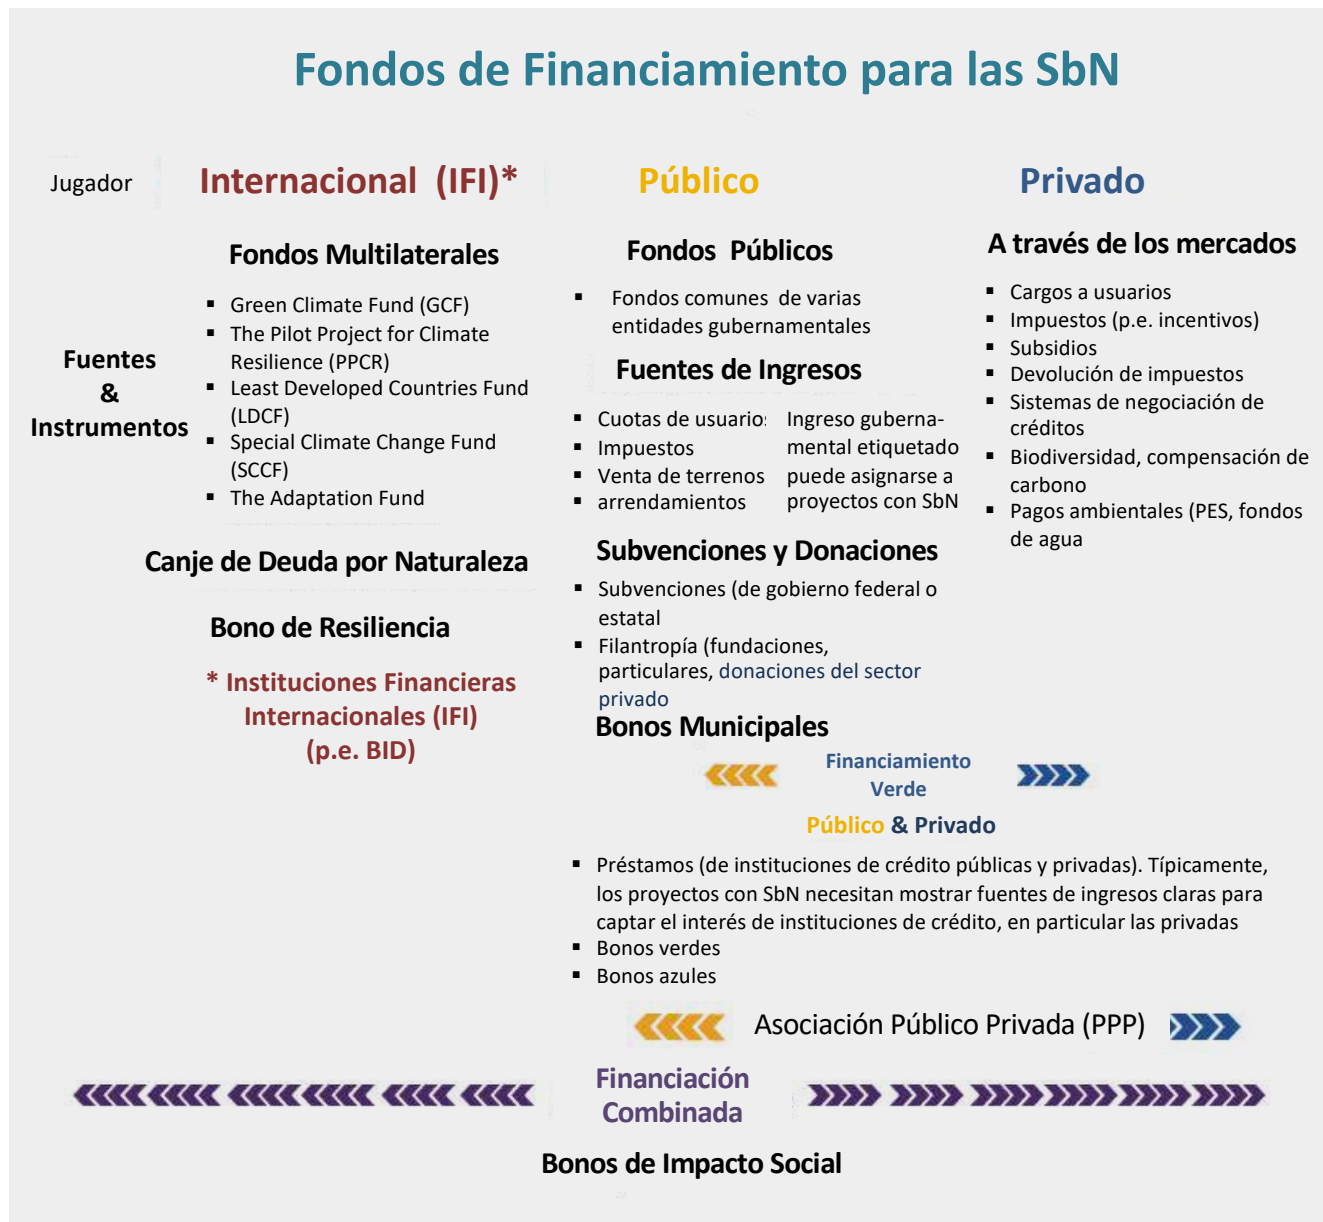 Fondos de Financiamiento para las SbN
Jugador
Internacional (IFI)*
Público
Privado
Fuentes
&
Instrumentos
Fondos Multilaterales
▪ Green Climate Fund (GCF)
▪ The Pilot Project for Climate
Resilience (PPCR)
▪ Least Developed Countries Fund
(LDCF)
▪ Special Climate Change Fund
(SCCF)
▪ The Adaptation Fund
Canje de Deuda por Naturaleza
Bono de Resiliencia
* Instituciones Financieras
Internacionales (IFI)
(p.e. BID)
Fondos Públicos
▪ Fondos comunes de varias
entidades gubernamentales
Fuentes de Ingresos
▪ Cuotas de usuarios
▪ Impuestos
▪ Venta de terrenos
▪ arrendamientos
Ingreso guberna-
mental etiquetado
puede asignarse a
proyectos con SbN
Subvenciones y Donaciones
▪ Subvenciones (de gobierno federal o
estatal
▪ Filantropía (fundaciones,
particulares, donaciones del sector
privado
Bonos Municipales
A través de los mercados
▪ Cargos a usuarios
▪ Impuestos (p.e. incentivos)
▪ Subsidios
▪ Devolución de impuestos
▪ Sistemas de negociación de
créditos
▪ Biodiversidad, compensación de
carbono
▪ Pagos ambientales (PES, fondos
de agua
Financiamiento
Verde
Público & Privado
▪ Préstamos (de instituciones de crédito públicas y privadas). Típicamente,
los proyectos con SbN necesitan mostrar fuentes de ingresos claras para
captar el interés de instituciones de crédito, en particular las privadas
▪ Bonos verdes
▪ Bonos azules
Asociación Público Privada (PPP)
Financiación
Combinada
Bonos de Impacto Social